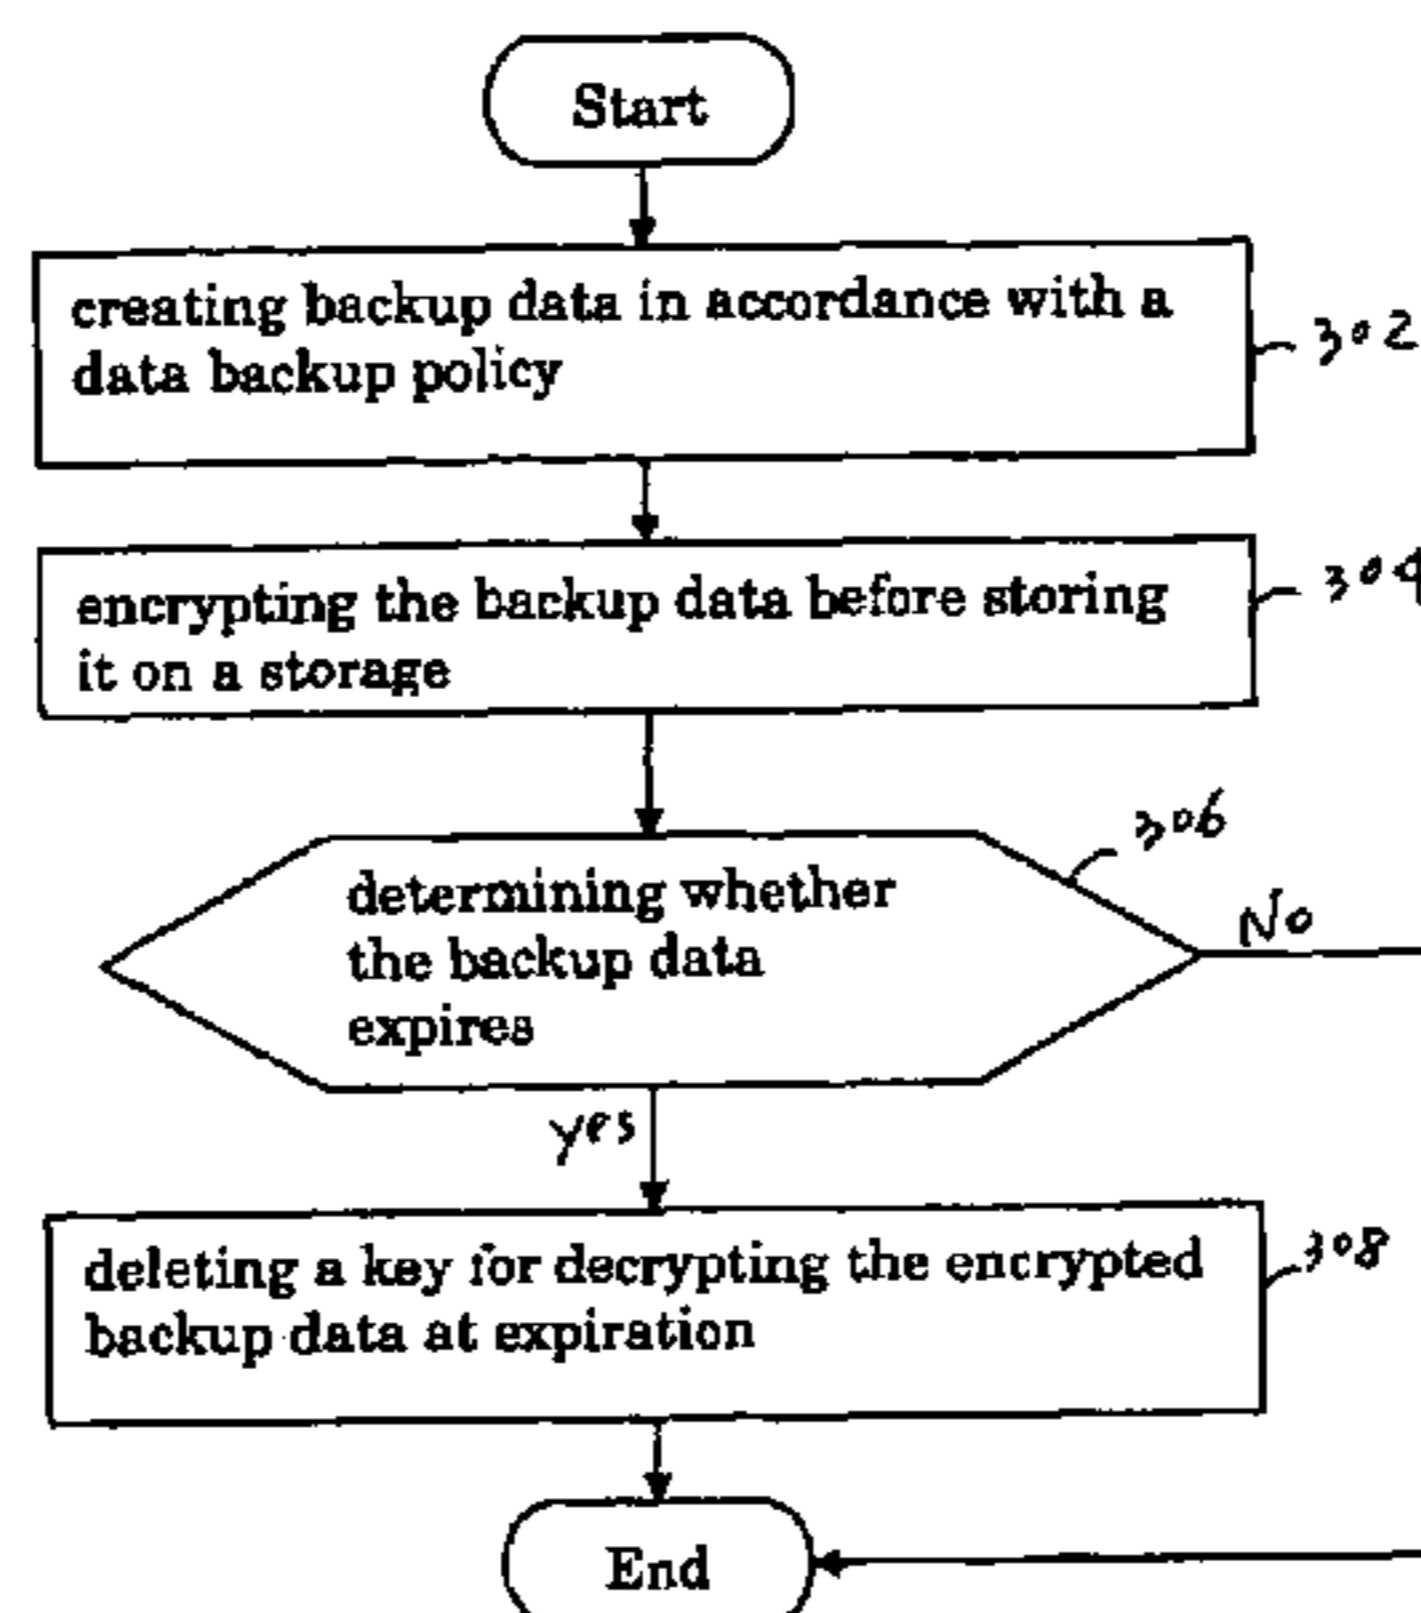 Start
creating backup data in accordance with a
data backup policy
302
encrypting the backup data before storing
it on a storage
304
306
determining whether
the backup data
expires
No
yes
deleting a key for decrypting the encrypted
backup data at expiration
308
End